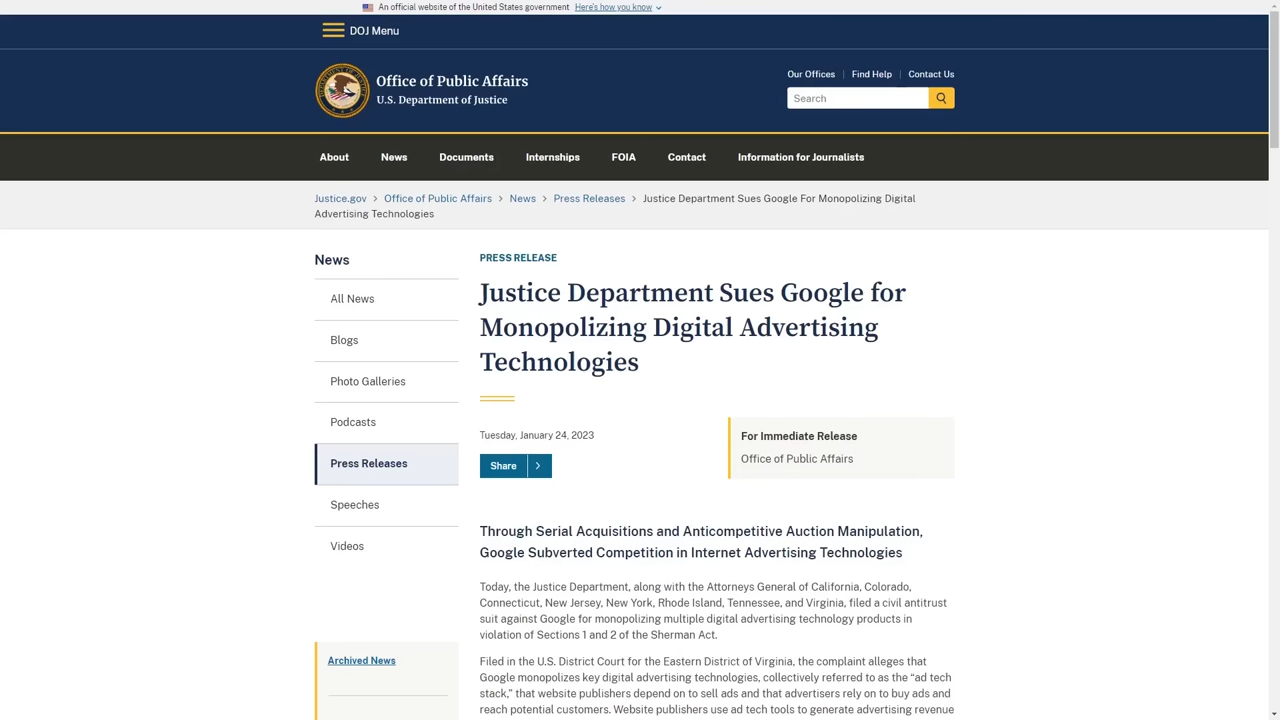 An official website of the United States government Here's how you know
DOJ Menu
Office of Public Affairs
U.S. Department of Justice
Our Offices
Find Help
Contact Us
Search
About
News
Documents
Internships
FOIA
Contact
Information for Journalists
Justice.gov > Office of Public Affairs > News > Press Releases > Justice Department Sues Google For Monopolizing Digital
Advertising Technologies
News
All News
Blogs
Photo Galleries
Podcasts
Press Releases
Speeches
Videos
Archived News
PRESS RELEASE
Justice Department Sues Google for
Monopolizing Digital Advertising
Technologies
Tuesday, January 24, 2023
Share
For Immediate Release
Office of Public Affairs
Through Serial Acquisitions and Anticompetitive Auction Manipulation,
Google Subverted Competition in Internet Advertising Technologies
Today, the Justice Department, along with the Attorneys General of California, Colorado,
Connecticut, New Jersey, New York, Rhode Island, Tennessee, and Virginia, filed a civil antitrust
suit against Google for monopolizing multiple digital advertising technology products in
violation of Sections 1 and 2 of the Sherman Act.
Filed in the U.S. District Court for the Eastern District of Virginia, the complaint alleges that
Google monopolizes key digital advertising technologies, collectively referred to as the “ad tech
stack,” that website publishers depend on to sell ads and that advertisers rely on to buy ads and
reach potential customers. Website publishers use ad tech tools to generate advertising revenue